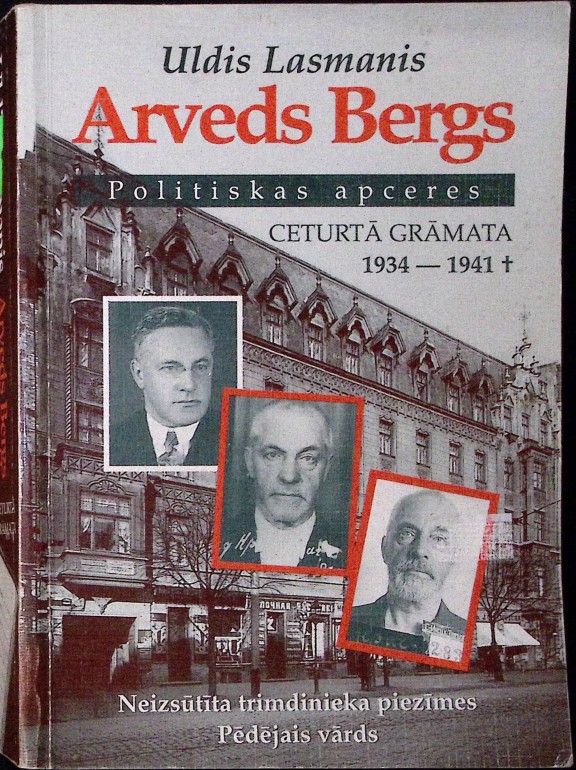 Uldis Lasmanis
Arveds Bergs
Politiskas apceres
CETURTĀ GRĀMATA
1934 — 1941 †
Neizsūtīta trimdinieka piezīmes
Pēdējais vārds